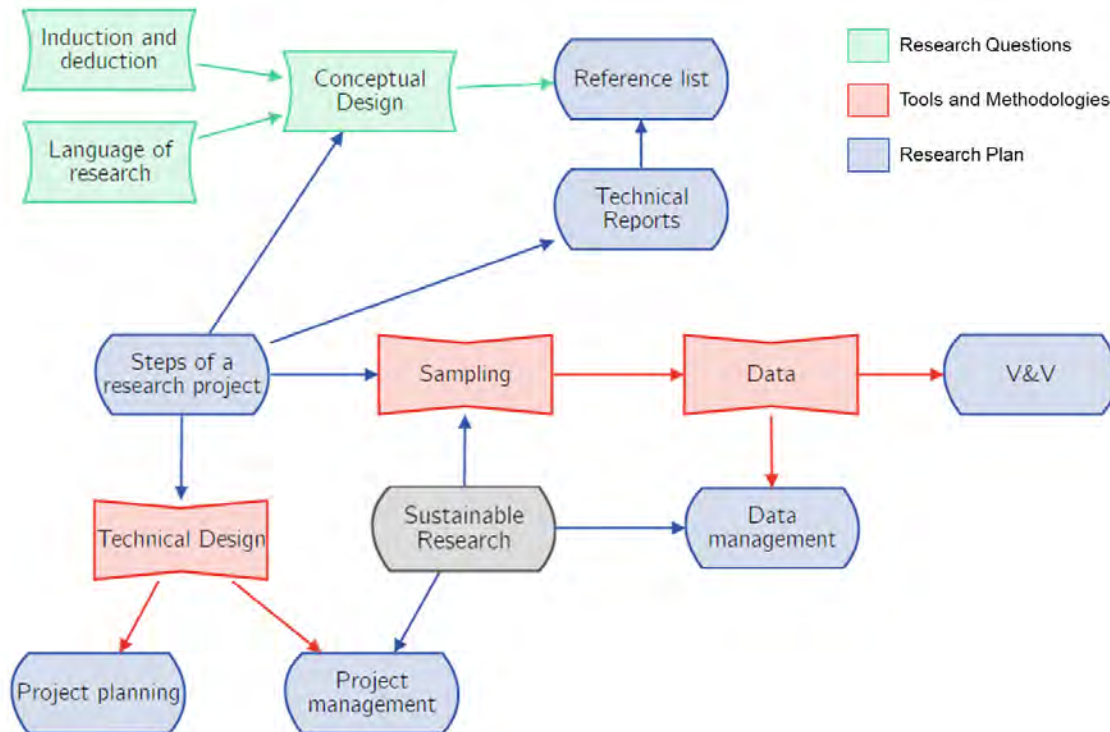 Induction and
deduction
Conceptual
Design
Language of
research
Reference list
Technical
Reports
Research Questions
Tools and Methodologies
Research Plan
Steps of a
research project
Sampling
Data
V&V
Technical Design
Sustainable
Research
Data
management
Project planning
Project
management